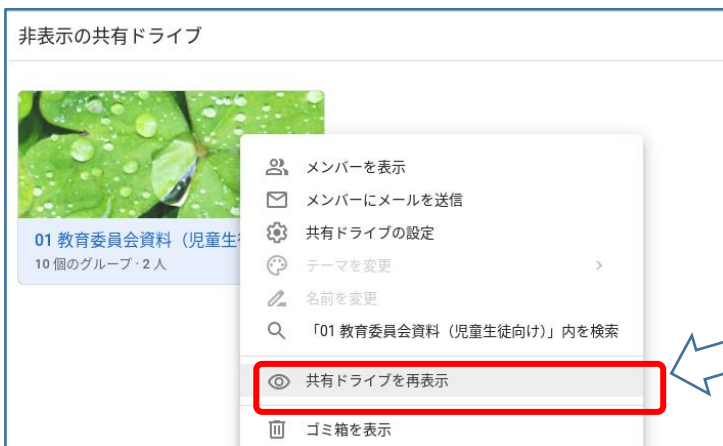 非表示の共有ドライブ
01 教育委員会資料（児童生
10 個のグループ・2 人
メンバーを表示
メンバーにメールを送信
共有ドライブの設定
テーマを変更
名前を変更
「01 教育委員会資料（児童生徒向け）」内を検索
共有ドライブを再表示
ゴミ箱を表示